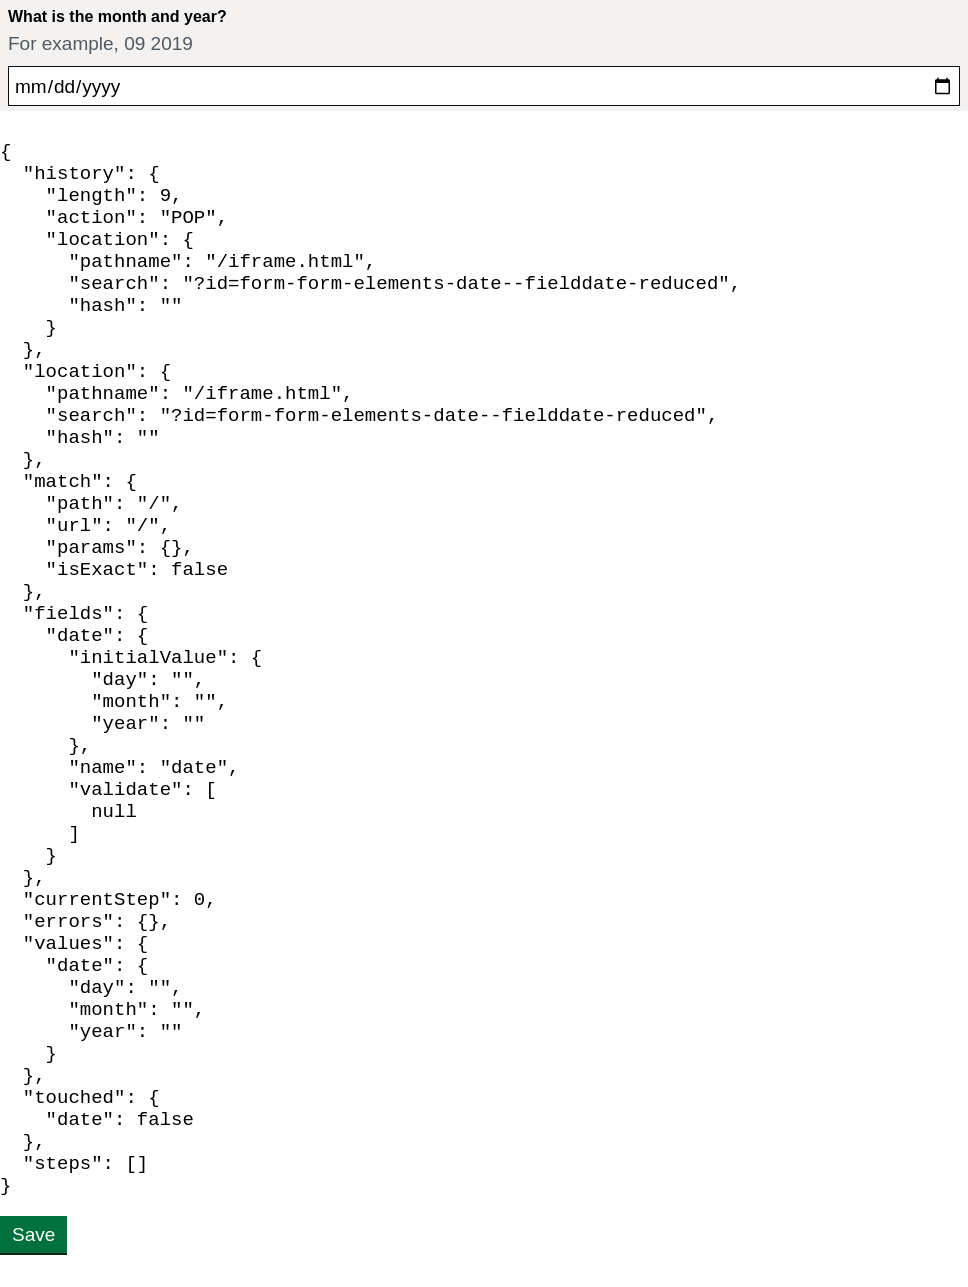 What is the month and year?
For example, 09 2019
mm/dd/yyyy
{
  "history": {
    "length": 9,
    "action": "POP",
    "location": {
      "pathname": "/iframe.html",
      "search": "?id=form-form-elements-date--fielddate-reduced",
      "hash": ""
    }
  },
  "location": {
    "pathname": "/iframe.html",
    "search": "?id=form-form-elements-date--fielddate-reduced",
    "hash": ""
  },
  "match": {
    "path": "/",
    "url": "/",
    "params": {},
    "isExact": false
  },
  "fields": {
    "date": {
      "initialValue": {
        "day": "",
        "month": "",
        "year": ""
      },
      "name": "date",
      "validate": [
        null
      ]
    }
  },
  "currentStep": 0,
  "errors": {},
  "values": {
    "date": {
      "day": "",
      "month": "",
      "year": ""
    }
  },
  "touched": {
    "date": false
  },
  "steps": []
}
Save